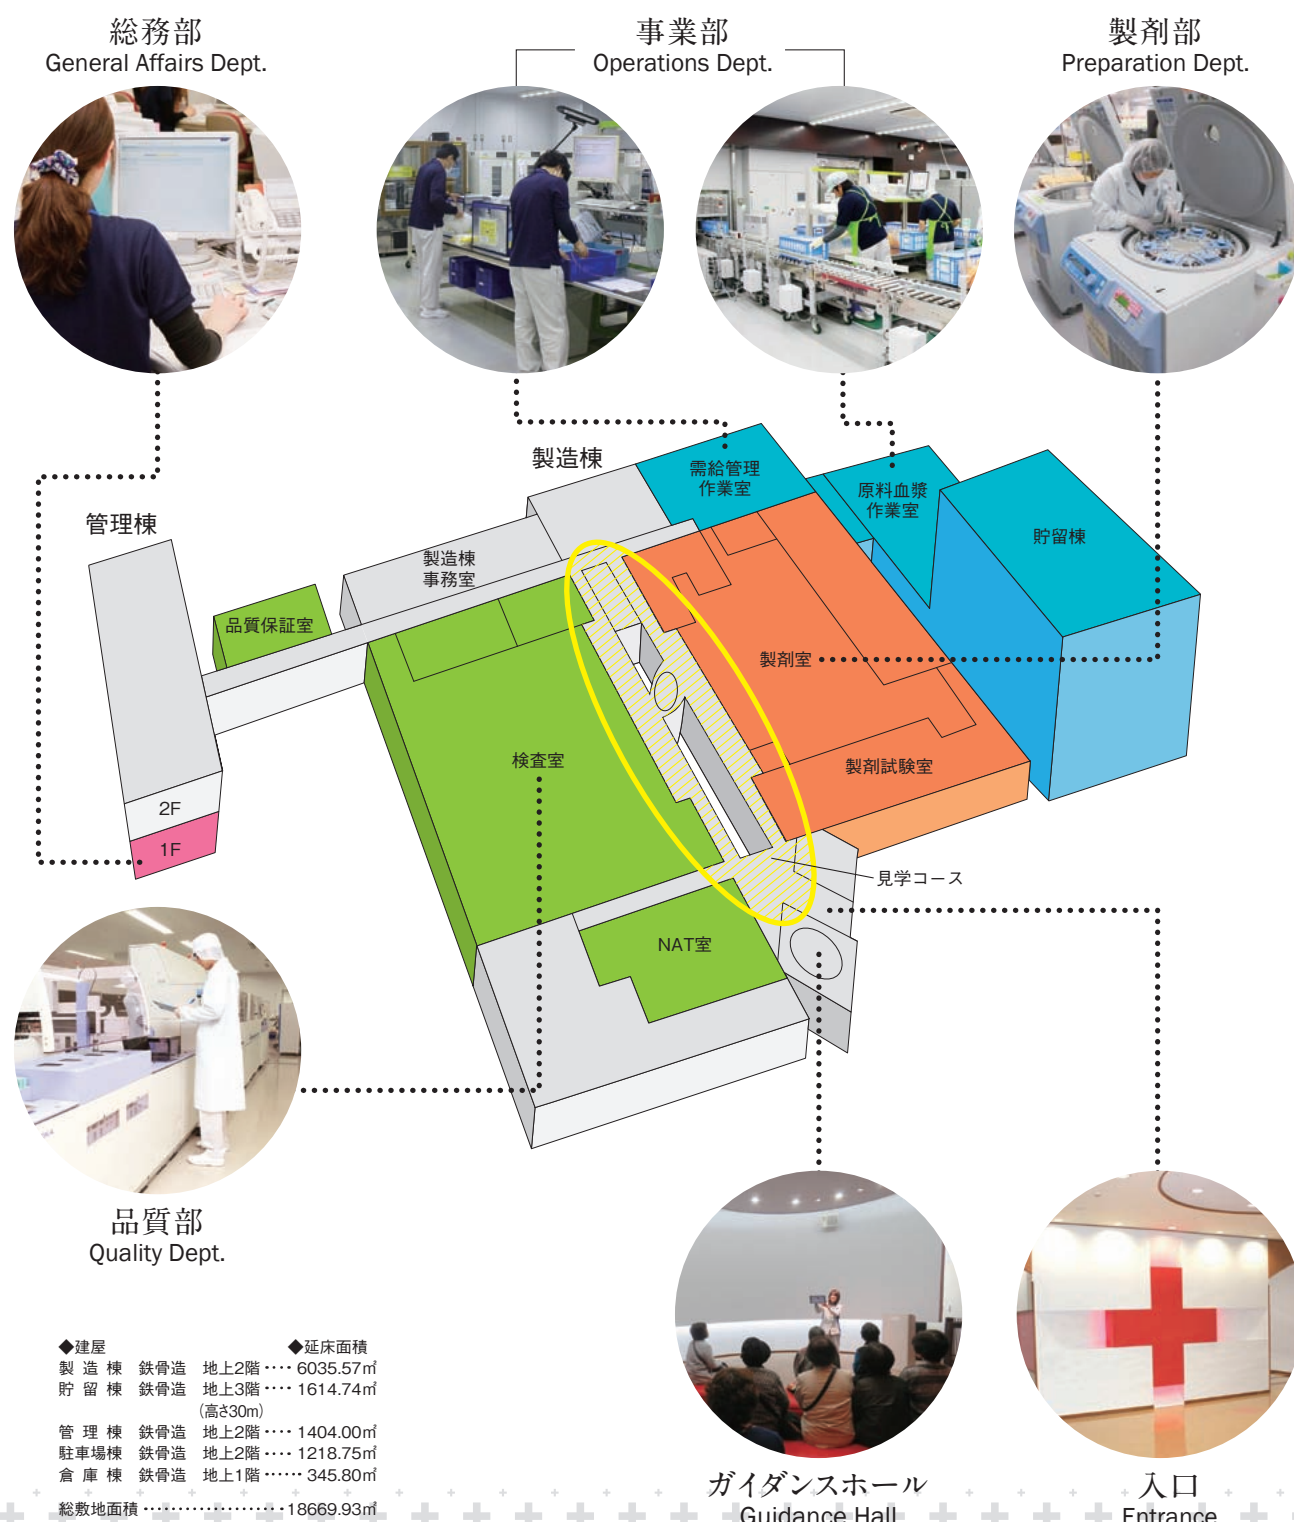 総務部
General Affairs Dept.
事業部
Operations Dept.
製剤部
Preparation Dept.
製造棟
需給管理
作業室
原料血漿
作業室
貯留棟
管理棟
製造棟
事務室
品質保証室
製剤室
検査室
製剤試験室
2F
1F
見学コース
NAT室
品質部
Quality Dept.
◆建屋 ◆延床面積
製造棟 鉄骨造 地上2階‥‥6035.57㎡
貯留棟 鉄骨造 地上3階‥‥1614.74㎡
(高さ30m)
管理棟 鉄骨造 地上2階‥‥1404.00㎡
駐車場棟 鉄骨造 地上2階‥‥1218.75㎡
倉庫棟 鉄骨造 地上1階‥‥‥345.80㎡
総敷地面積‥‥‥‥‥‥‥‥‥‥18669.93㎡
ガイダンスホール
Guidance Hall
入口
Entrance